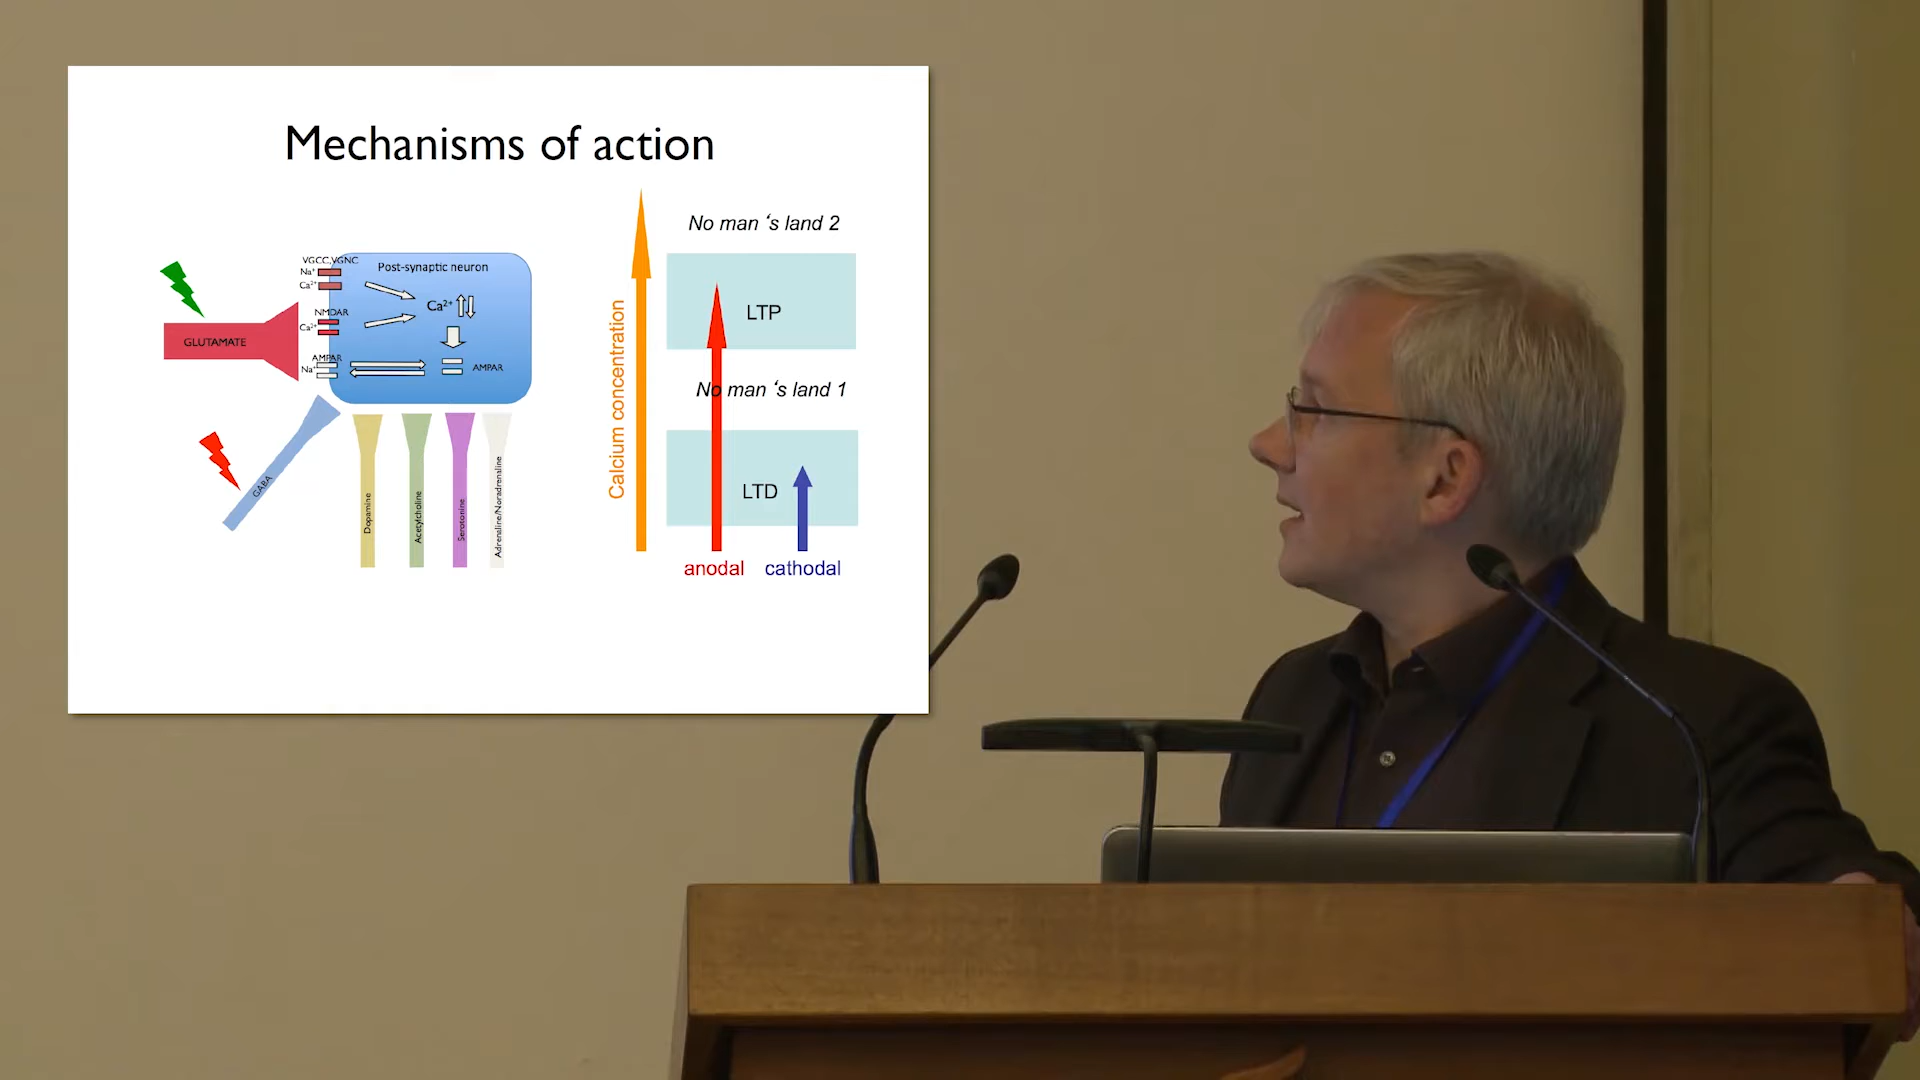 Mechanisms of action
VGCC,VGNC
Na⁺
Ca²⁺
NMDAR
Ca²⁺
AMPAR
Na⁺
Post-synaptic neuron
Ca²⁺
AMPAR
GLUTAMATE
GABA
Dopamine
Acetylcholine
Serotonine
Adrenaline/Noradrenaline
Calcium concentration
No man ‘s land 2
LTP
No man ‘s land 1
LTD
anodal
cathodal